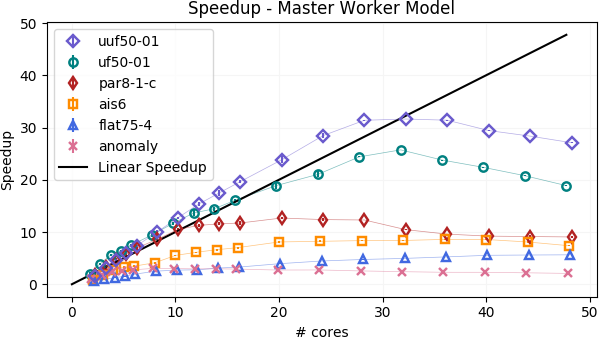 Speedup - Master Worker Model
50
40
30
20
10
0
Speedup
uuf50-01
uf50-01
par8-1-c
ais6
flat75-4
anomaly
Linear Speedup
0 10 20 30 40 50
# cores